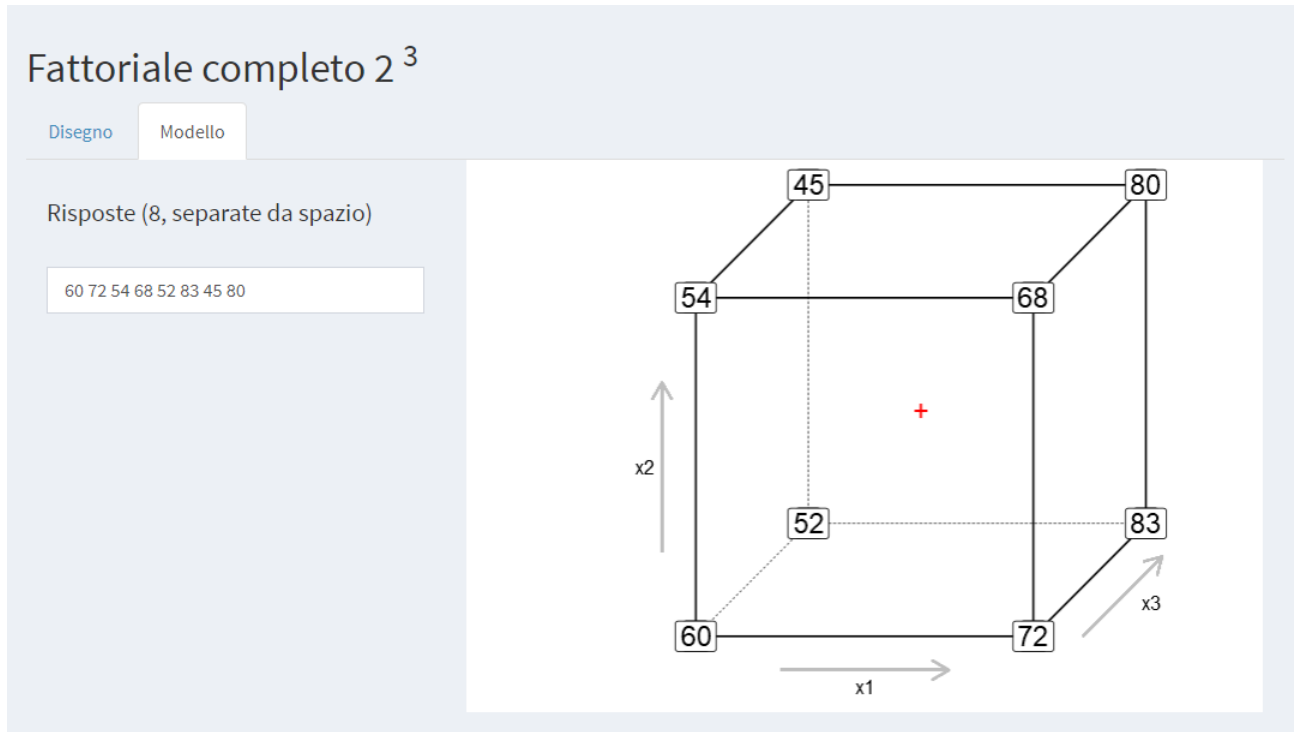 Fattoriale completo 2 3
Disegno Modello
Risposte (8, separate da spazio)
60 72 54 68 52 83 45 80
45 80
54 68
x2
52 83
x3
60 72
x1